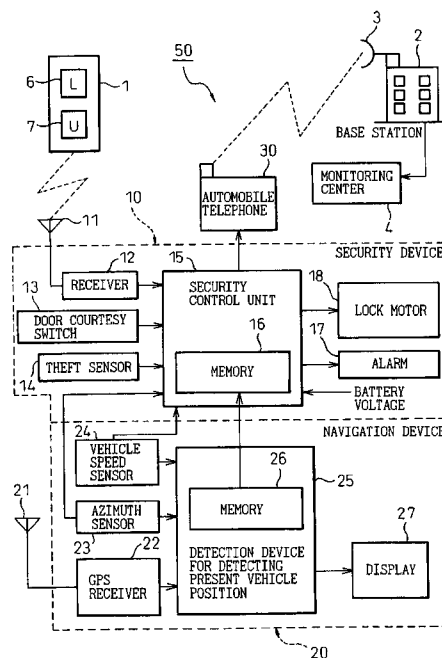 3
2
50
6
L
1
7
U
BASE STATION
30
AUTOMOBILE
TELEPHONE
MONITORING
CENTER
4
11
10
SECURITY DEVICE
12
15
18
RECEIVER
SECURITY
CONTROL UNIT
LOCK MOTOR
13
DOOR COURTESY
SWITCH
16
17
THEFT SENSOR
MEMORY
ALARM
14
BATTERY
VOLTAGE
24
NAVIGATION DEVICE
VEHICLE
SPEED
SENSOR
26
25
21
MEMORY
27
AZIMUTH
SENSOR
23
22
DETECTION DEVICE
FOR DETECTING
PRESENT VEHICLE
POSITION
DISPLAY
GPS
RECEIVER
20